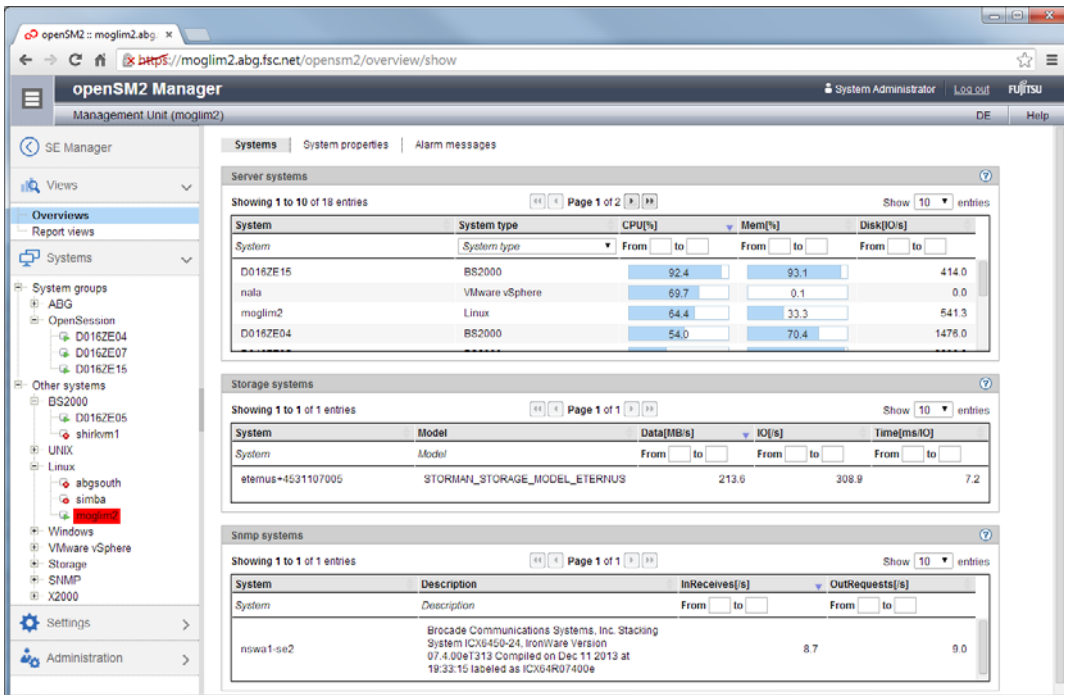 openSM2 :: moglim2.abg.
https://moglim2.abg.fsc.net/opensm2/overview/show
openSM2 Manager
System Administrator Log out FUJITSU
Management Unit (moglim2) DE Help
SE Manager
Views
Overviews
Report views
Systems
System groups
ABG
OpenSession
D016ZE04
D016ZE07
D016ZE15
Other systems
BS2000
D016ZE05
shirkvm1
UNIX
Linux
abgsouth
simba
moglim2
Windows
VMware vSphere
Storage
SNMP
X2000
Settings
Administration
Systems System properties Alarm messages
Server systems
Showing 1 to 10 of 18 entries Page 1 of 2 Show 10 entries
System System type CPU[%] Mem[%] Disk[IO/s]
System System type From to From to From to
D016ZE15 BS2000 92.4 93.1 414.0
nala VMware vSphere 69.7 0.1 0.0
moglim2 Linux 64.4 33.3 541.3
D016ZE04 BS2000 54.0 70.4 1476.0
Storage systems
Showing 1 to 1 of 1 entries Page 1 of 1 Show 10 entries
System Model Data[MB/s] IO[/s] Time[ms/IO]
System Model From to From to From to
eternus+4531107005 STORMAN_STORAGE_MODEL_ETERNUS 213.6 308.9 7.2
Snmp systems
Showing 1 to 1 of 1 entries Page 1 of 1 Show 10 entries
System Description InReceives[/s] OutRequests[/s]
System Description From to From to
Brocade Communications Systems, Inc. Stacking
System ICX6450-24, IronWare Version
nswa1-se2 07.4.00eT313 Compiled on Dec 11 2013 at 8.7 9.0
19:33:15 labeled as ICX64R07400e